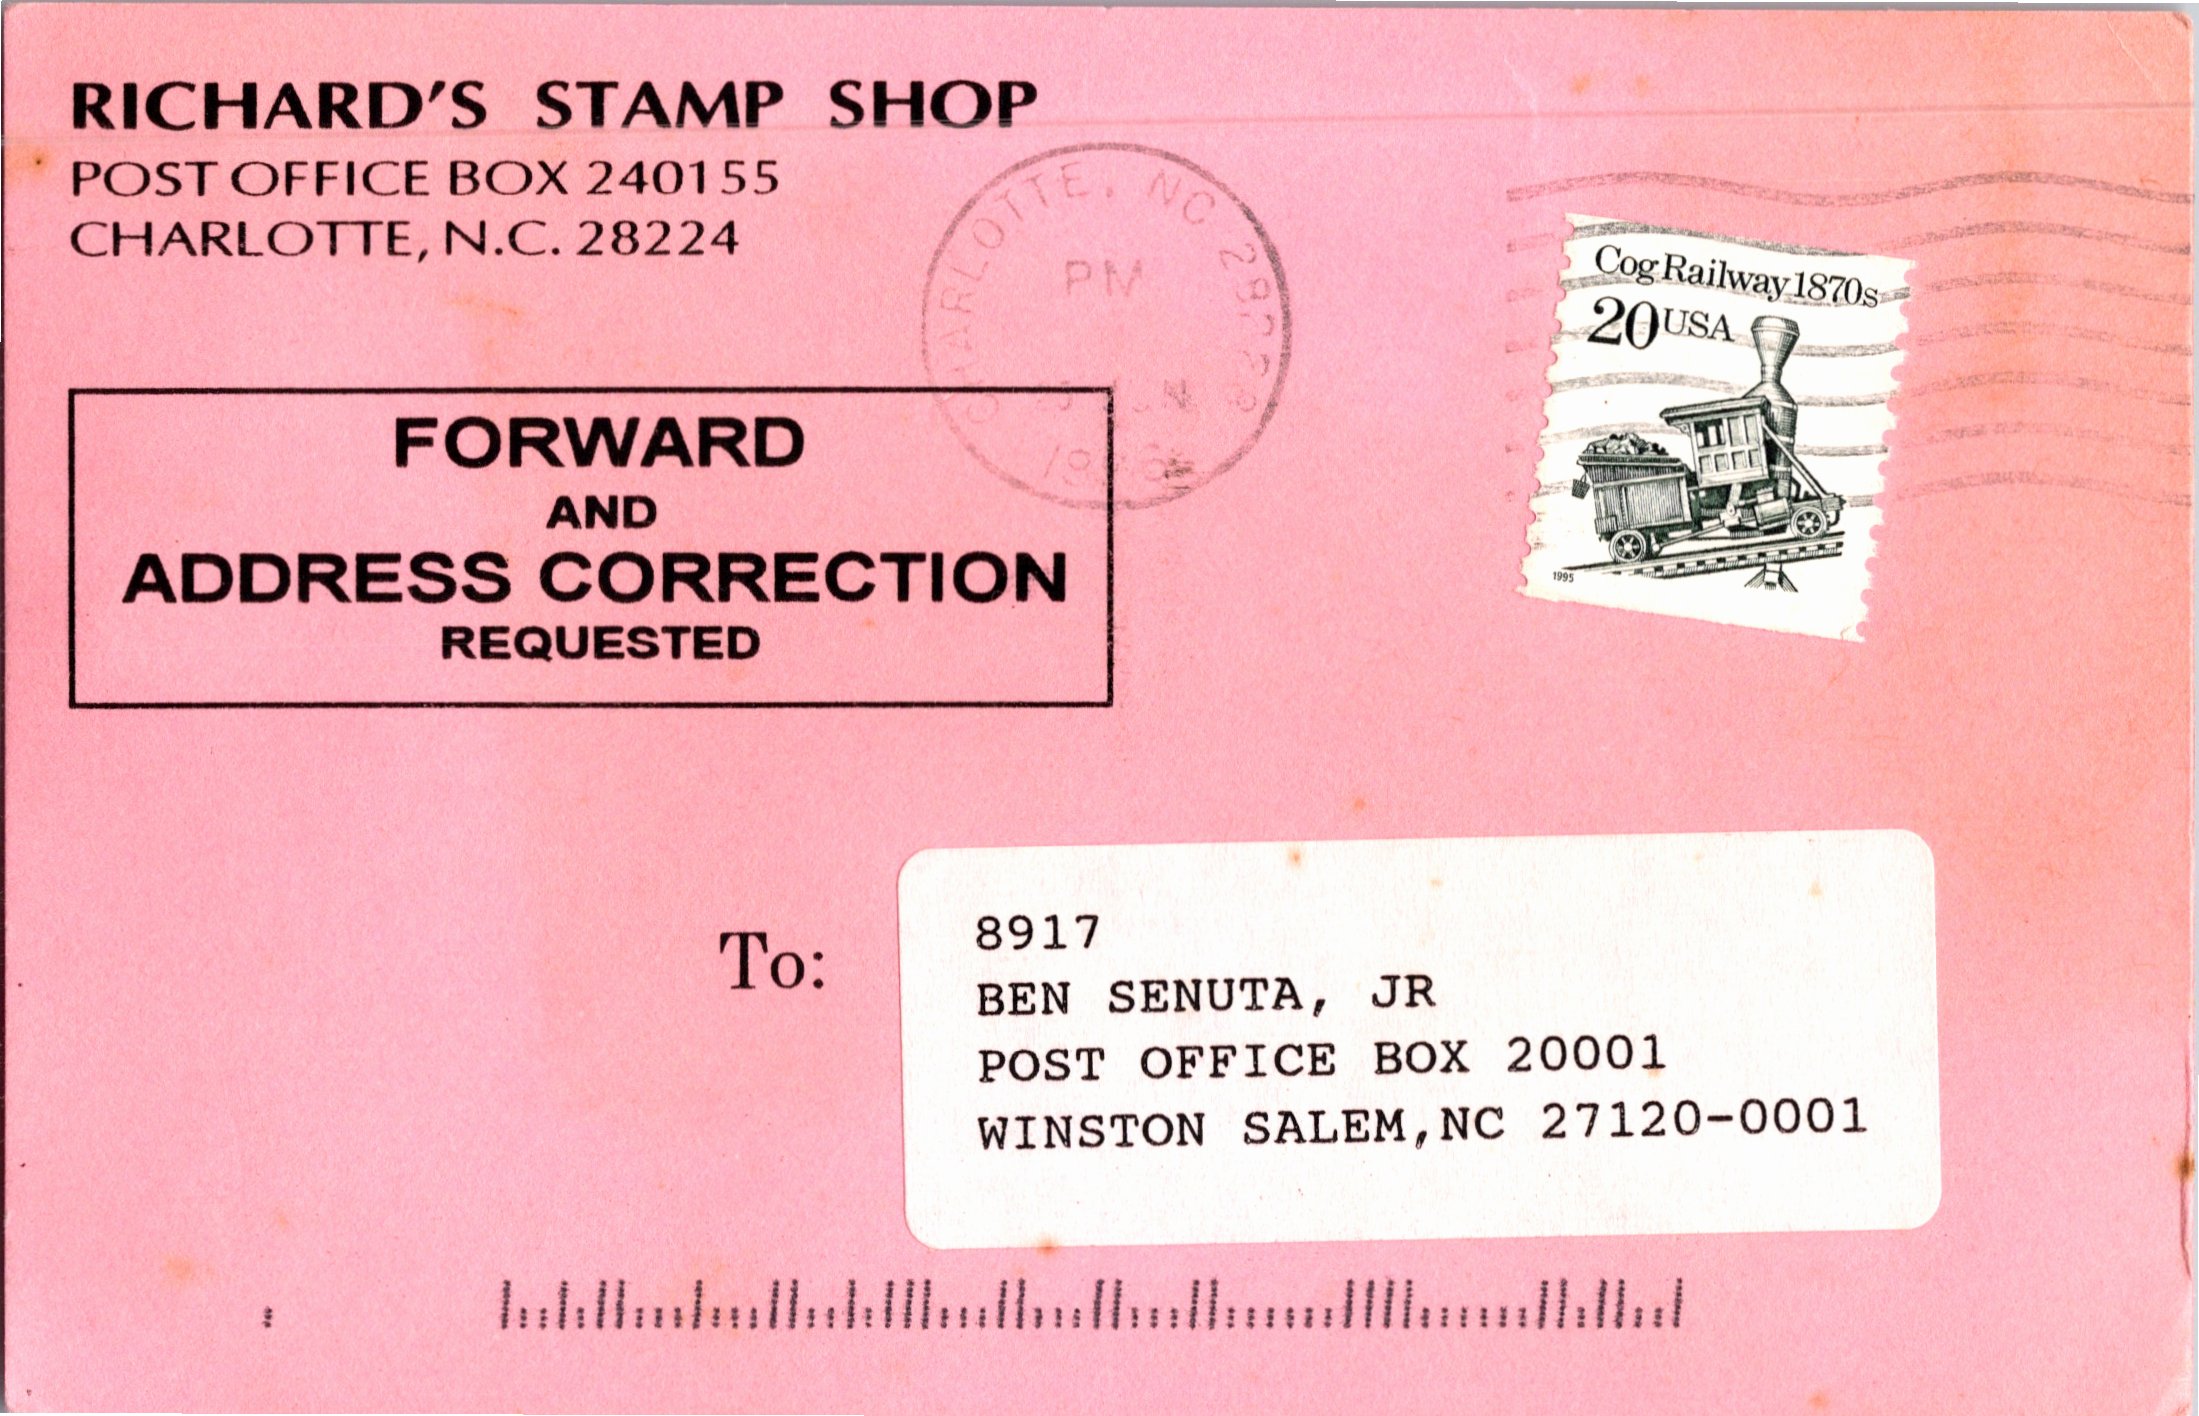 RICHARD'S STAMP SHOP
POST OFFICE BOX 240155
CHARLOTTE, N.C. 28224
CHARLOTTE, NC
PM
Cog Railway 1870s
20 USA
1995
FORWARD
AND
ADDRESS CORRECTION
REQUESTED
To:
8917
BEN SENUTA, JR
POST OFFICE BOX 20001
WINSTON SALEM, NC 27120-0001